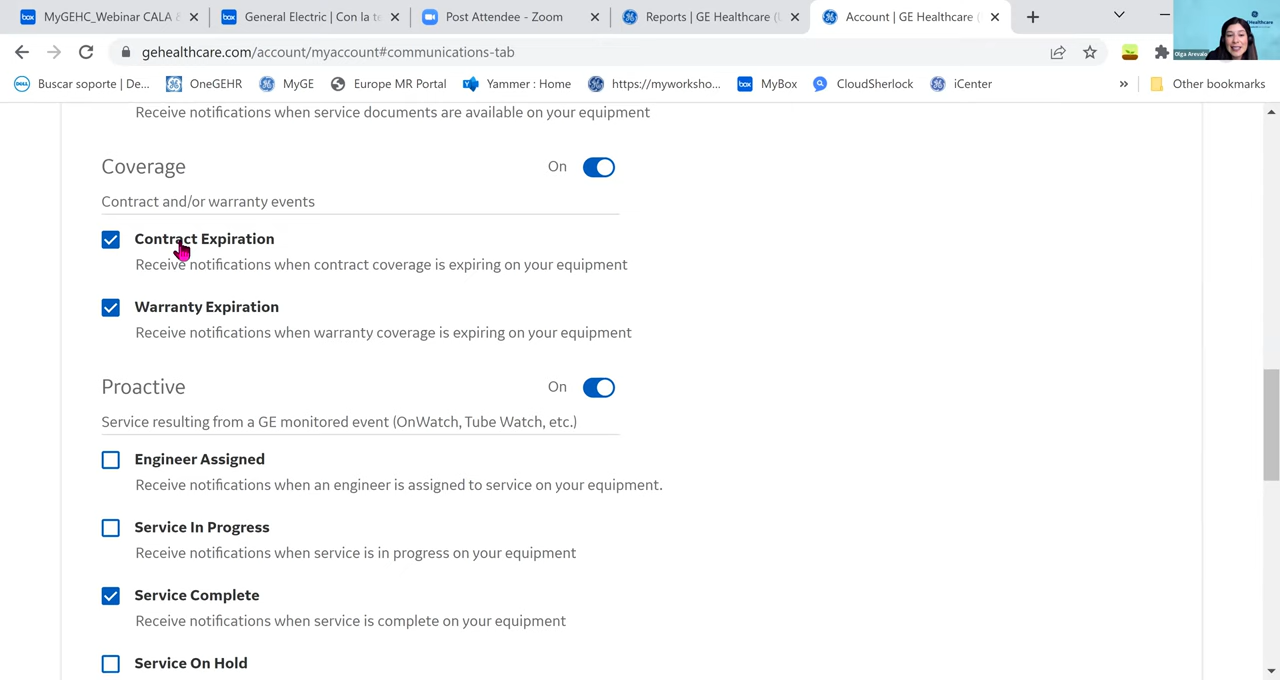 MyGEHC_Webinar CALA
General Electric | Con la te
Post Attendee - Zoom
Reports | GE Healthcare (
Account | GE Healthcare (
gehealthcare.com/account/myaccount#communications-tab
Olga Arevalo
Buscar soporte | De...
OneGEHR
MyGE
Europe MR Portal
Yammer : Home
https://myworksho...
MyBox
CloudSherlock
iCenter
»
Other bookmarks
Receive notifications when service documents are available on your equipment
Coverage On
Contract and/or warranty events
Contract Expiration
Receive notifications when contract coverage is expiring on your equipment
Warranty Expiration
Receive notifications when warranty coverage is expiring on your equipment
Proactive On
Service resulting from a GE monitored event (OnWatch, Tube Watch, etc.)
Engineer Assigned
Receive notifications when an engineer is assigned to service on your equipment.
Service In Progress
Receive notifications when service is in progress on your equipment
Service Complete
Receive notifications when service is complete on your equipment
Service On Hold